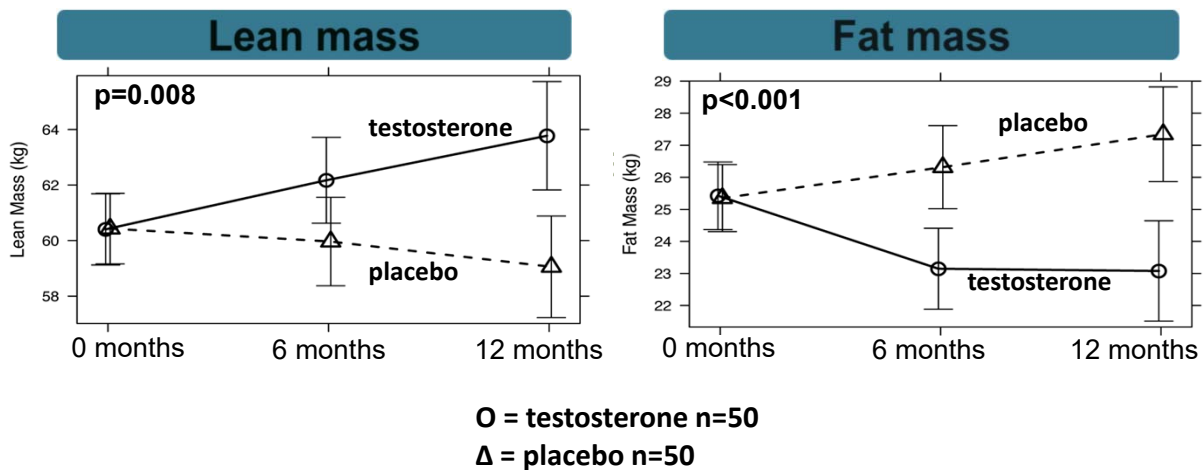 Lean mass
p=0.008
testosterone
placebo
Lean Mass (kg)
64
62
60
58
0 months
6 months
12 months
Fat mass
p<0.001
placebo
testosterone
Fat Mass (kg)
29
28
27
26
25
24
23
22
0 months
6 months
12 months
O = testosterone n=50
Δ = placebo n=50